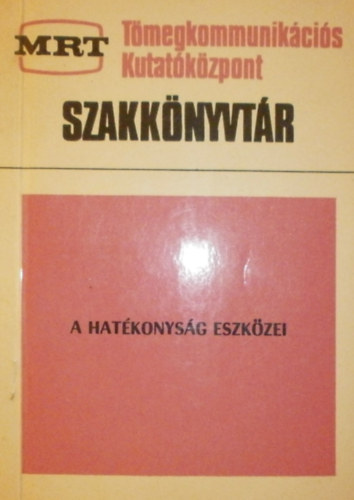 MRT
Tömegkommunikációs
Kutatóközpont
SZAKKÖNYVTÁR
A HATÉKONYSÁG ESZKÖZEI